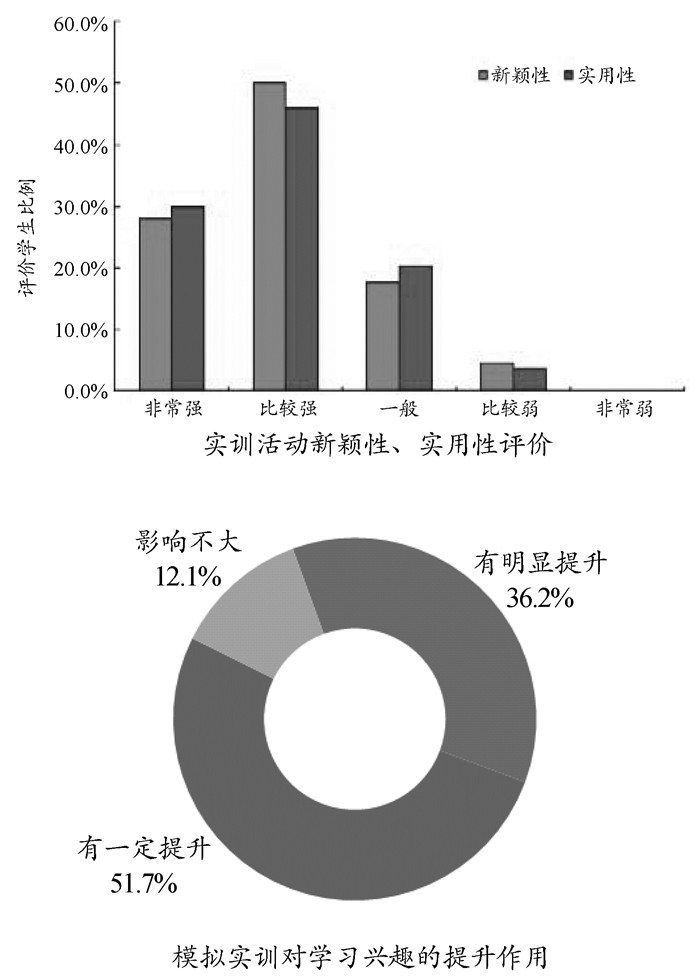 60.0%
50.0%
40.0%
30.0%
20.0%
10.0%
0.0%
评价学生比例
新颖性 实用性
非常强 比较强 一般 比较弱 非常弱
实训活动新颖性、实用性评价
影响不大
12.1%
有明显提升
36.2%
有一定提升
51.7%
模拟实训对学习兴趣的提升作用